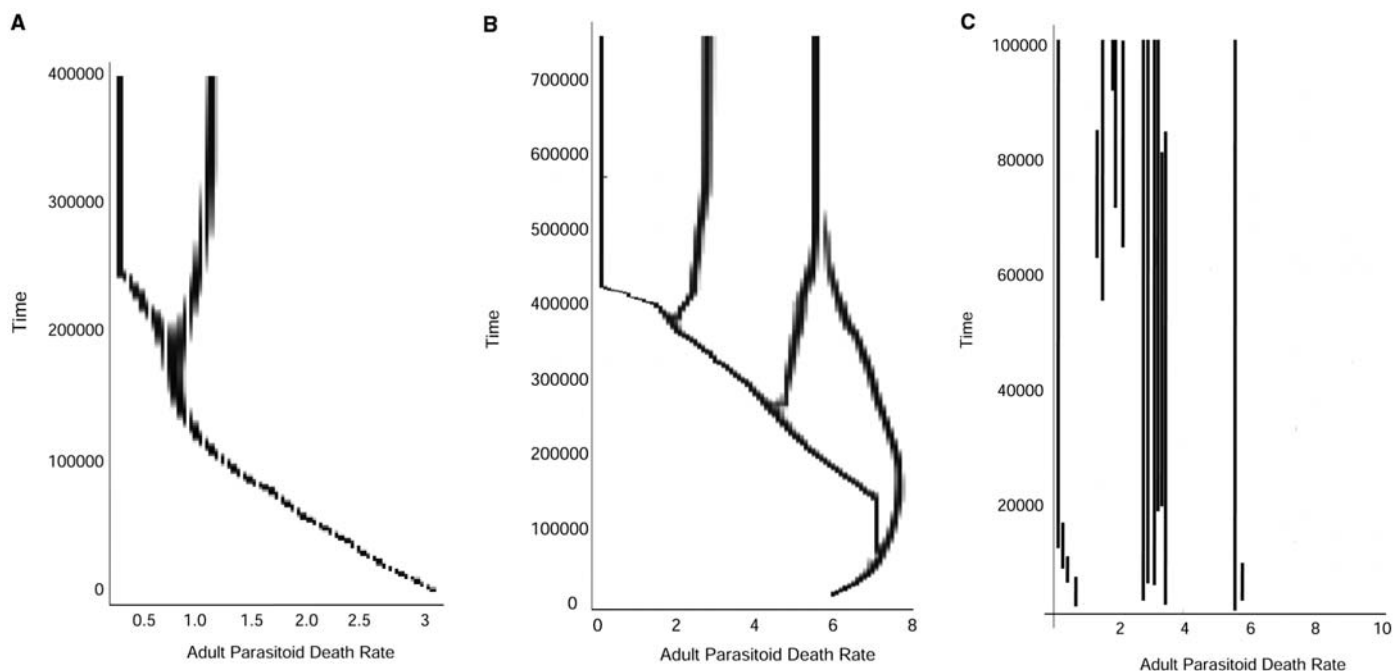 A
400000
300000
200000
100000
0
Time
0.5 1.0 1.5 2.0 2.5 3
Adult Parasitoid Death Rate
B
700000
600000
500000
400000
300000
200000
100000
0
Time
0 2 4 6 8
Adult Parasitoid Death Rate
C
100000
80000
60000
40000
20000
Time
2 4 6 8 10
Adult Parasitoid Death Rate